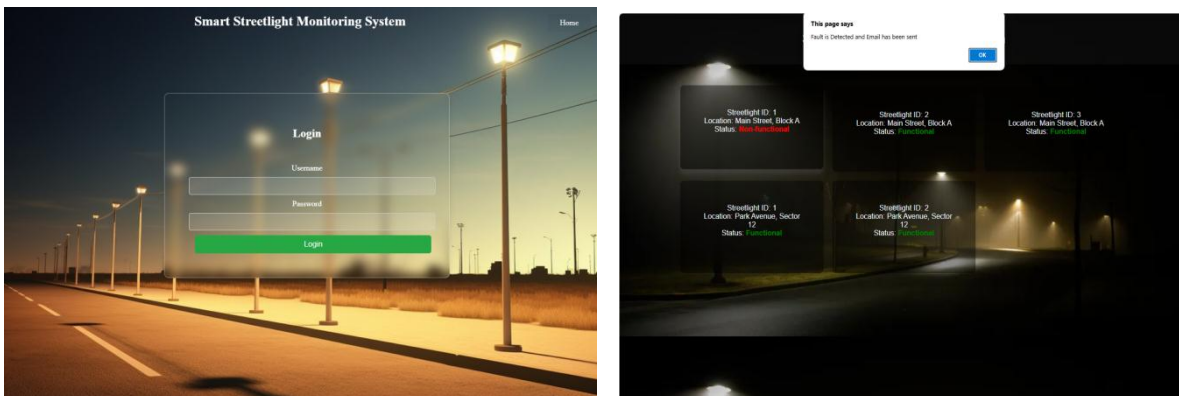 Smart Streetlight Monitoring System
Home
Login
Username
Password
Login
This page says
Fault is Detected and Email has been sent
OK
Streetlight ID: 1
Location: Main Street, Block A
Status: Non-functional
Streetlight ID: 2
Location: Main Street, Block A
Status: Functional
Streetlight ID: 3
Location: Main Street, Block A
Status: Functional
Streetlight ID: 1
Location: Park Avenue, Sector
12
Status: Functional
Streetlight ID: 2
Location: Park Avenue, Sector
12
Status: Functional